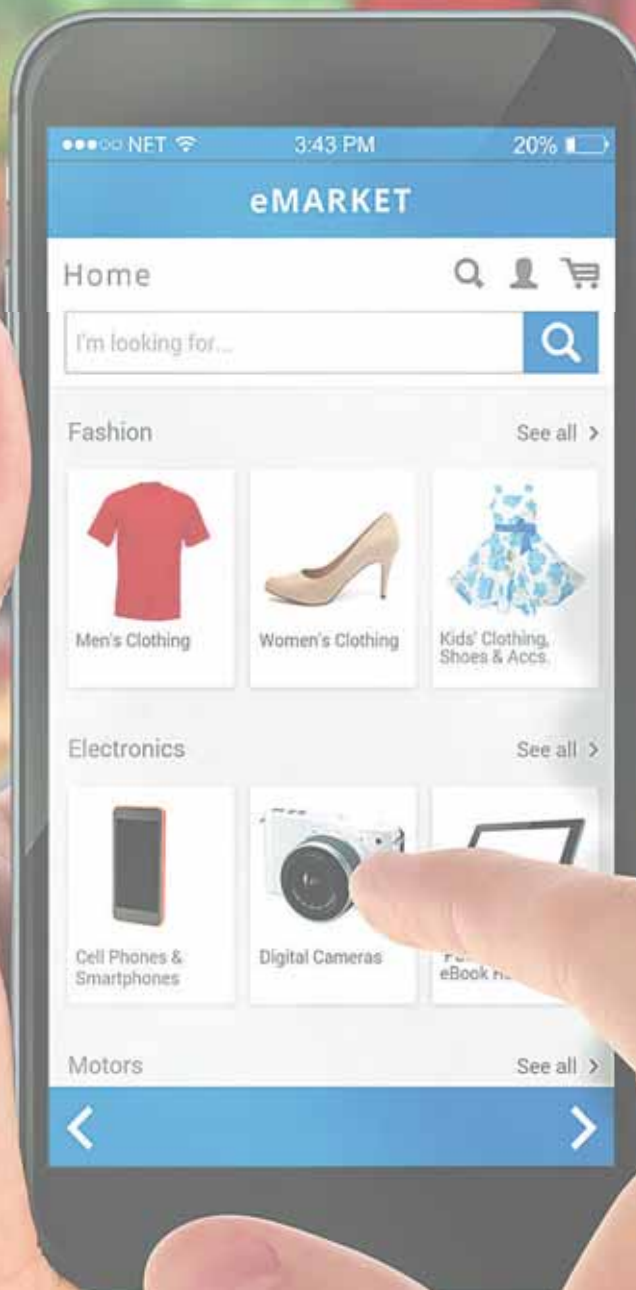 NET 3:43 PM 20%
eMARKET
Home
I'm looking for...
Fashion See all >
Men's Clothing Women's Clothing Kids' Clothing,
Shoes & Accs.
Electronics See all >
Cell Phones &
Smartphones Digital Cameras eBook
Motors See all >